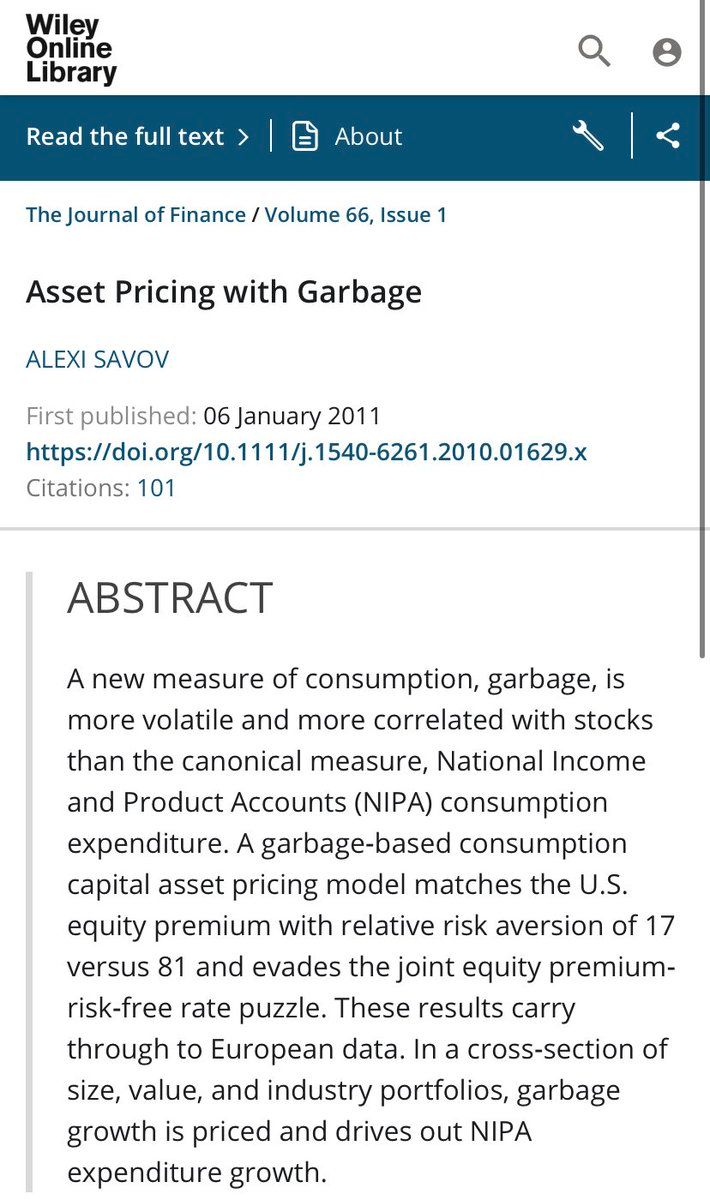 Wiley
Online
Library
Read the full text
About
The Journal of Finance / Volume 66, Issue 1
Asset Pricing with Garbage
ALEXI SAVOV
First published: 06 January 2011
https://doi.org/10.1111/j.1540-6261.2010.01629.x
Citations: 101
ABSTRACT
A new measure of consumption, garbage, is
more volatile and more correlated with stocks
than the canonical measure, National Income
and Product Accounts (NIPA) consumption
expenditure. A garbage-based consumption
capital asset pricing model matches the U.S.
equity premium with relative risk aversion of 17
versus 81 and evades the joint equity premium-
risk-free rate puzzle. These results carry
through to European data. In a cross-section of
size, value, and industry portfolios, garbage
growth is priced and drives out NIPA
expenditure growth.